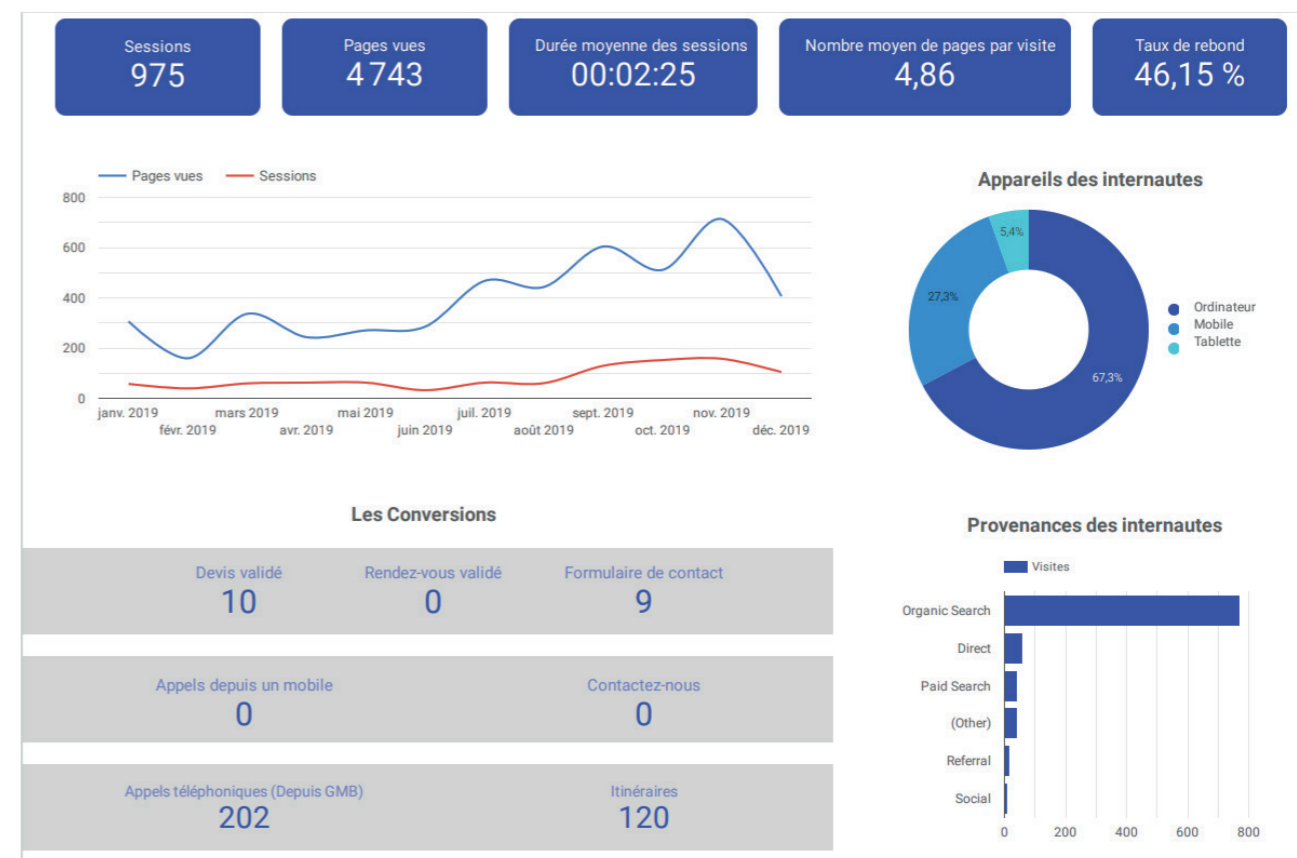 Sessions
975
Pages vues
4 743
Durée moyenne des sessions
00:02:25
Nombre moyen de pages par visite
4,86
Taux de rebond
46,15 %
Pages vues
Sessions
800
600
400
200
0
janv. 2019
févr. 2019
mars 2019
avr. 2019
mai 2019
juin 2019
juil. 2019
août 2019
sept. 2019
oct. 2019
nov. 2019
déc. 2019
Appareils des internautes
5,4%
27,3%
67,3%
Ordinateur
Mobile
Tablette
Les Conversions
Devis validé
10
Rendez-vous validé
0
Formulaire de contact
9
Appels depuis un mobile
0
Contactez-nous
0
Appels téléphoniques (Depuis GMB)
202
Itinéraires
120
Provenances des internautes
Visites
Organic Search
Direct
Paid Search
(Other)
Referral
Social
0
200
400
600
800